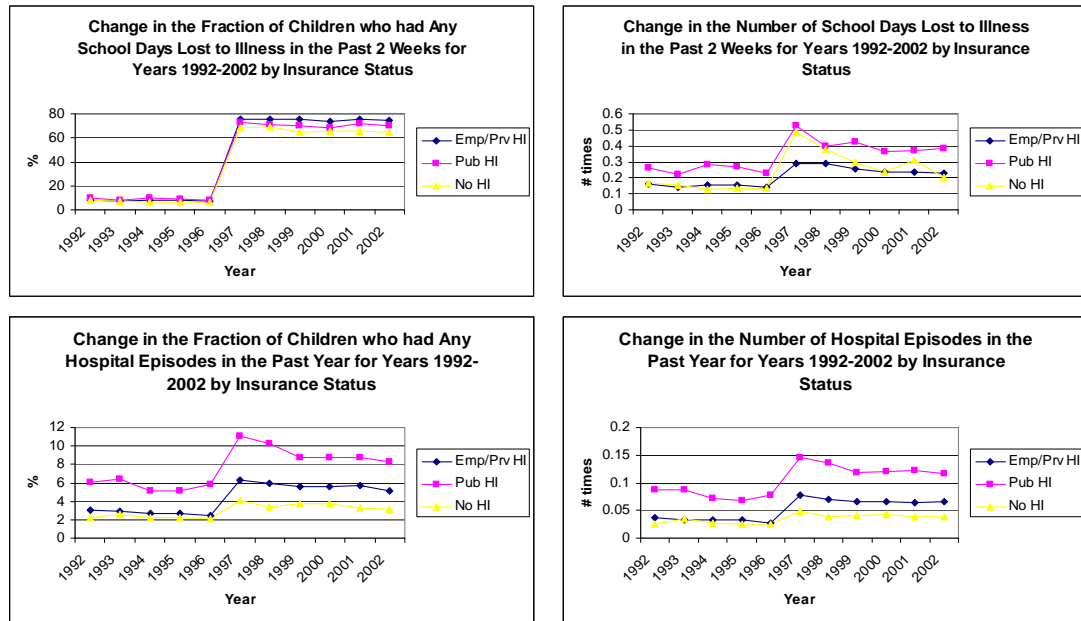 Change in the Fraction of Children who had Any
School Days Lost to Illness in the Past 2 Weeks for
Years 1992-2002 by Insurance Status
80
60
40
20
0
%
1992
1993
1994
1995
1996
1997
1998
1999
2000
2001
2002
Year
Emp/Prv HI
Pub HI
No HI
Change in the Number of School Days Lost to Illness
in the Past 2 Weeks for Years 1992-2002 by Insurance
Status
0.6
0.5
0.4
0.3
0.2
0.1
0
# times
1992
1993
1994
1995
1996
1997
1998
1999
2000
2001
2002
Year
Emp/Prv HI
Pub HI
No HI
Change in the Fraction of Children who had Any
Hospital Episodes in the Past Year for Years 1992-
2002 by Insurance Status
12
10
8
6
4
2
0
%
1992
1993
1994
1995
1996
1997
1998
1999
2000
2001
2002
Year
Emp/Prv HI
Pub HI
No HI
Change in the Number of Hospital Episodes in the
Past Year for Years 1992-2002 by Insurance
Status
0.2
0.15
0.1
0.05
0
# times
1992
1993
1994
1995
1996
1997
1998
1999
2000
2001
2002
Year
Emp/Prv HI
Pub HI
No HI